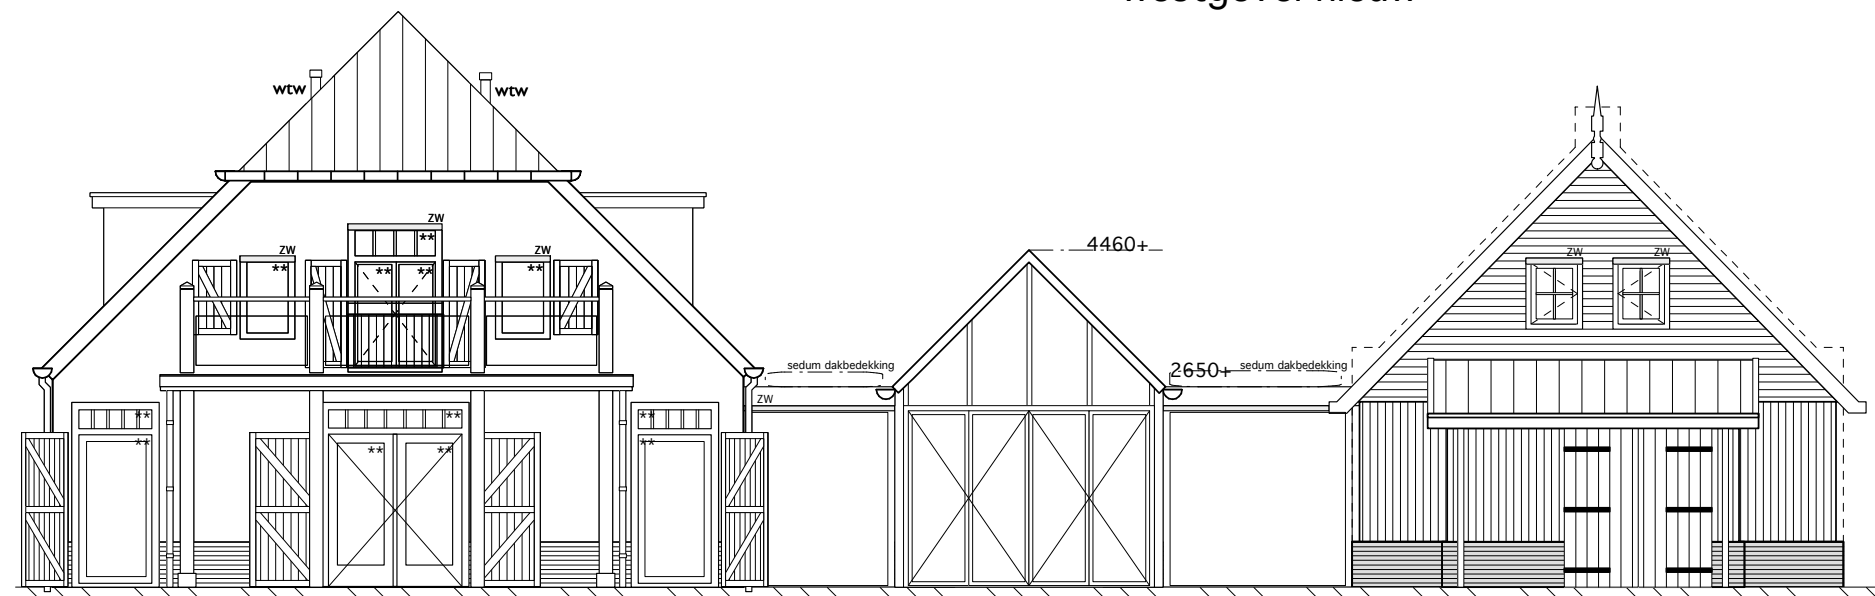 westgevel nieuw
wtw
wtw
zw
**
zw
**
zw
**
**
**
4460+
sedum dakbedekking
2650+
sedum dakbedekking
zw
zw
zw
**
**
**
**
**
**
**
**